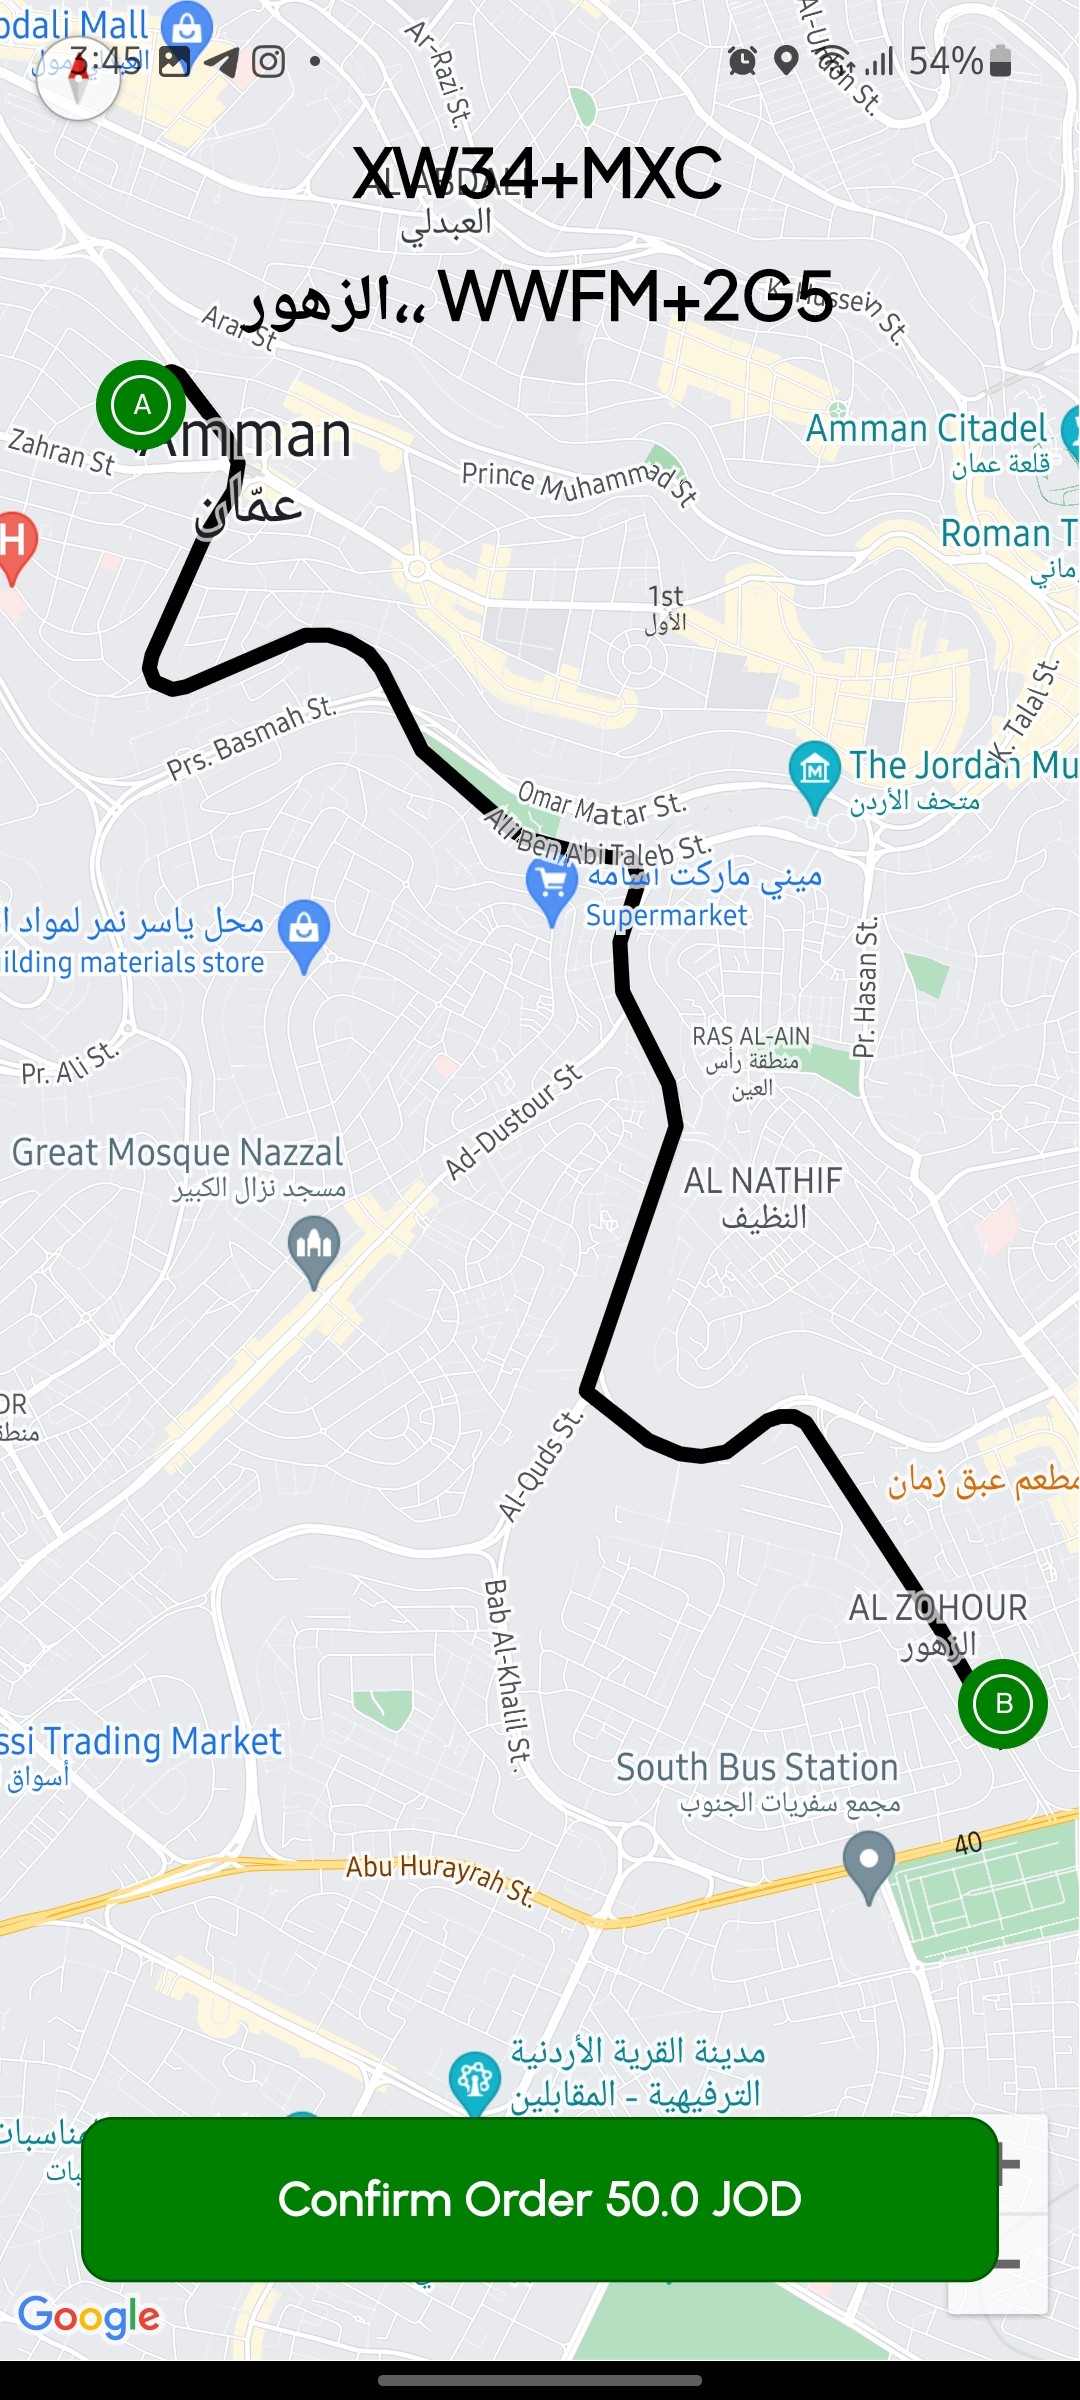 odali Mall
3:45
54%
Ar-Razi St.
XW34+MXC
AL ABDAL
العبدلي
WWFM+2G5 ،،الزهور
K. Hussein St.
Arar St
A
Amman
عمّان
Zahran St
Prince Muhammad St
Amman Citadel
قلعة عمان
Roman T
ماني
H
1st
الأول
K. Talal St.
Prs. Basmah St.
The Jordan Mu
متحف الأردن
Omar Matar St.
Ali Ben Abi Taleb St.
ميني ماركت اسامه
Supermarket
محل ياسر نمر لمواد ا
ilding materials store
Pr. Hasan St.
RAS AL-AIN
منطقة رأس
العين
Pr. Ali St.
Ad-Dustour St
Great Mosque Nazzal
مسجد نزال الكبير
AL NATHIF
النظيف
OR
منطق
Al-Quds St.
مطعم عبق زمان
Bab Al-Khalil St.
AL ZOHOUR
الزهور
B
ssi Trading Market
أسواق
South Bus Station
مجمع سفريات الجنوب
40
Abu Hurayrah St.
مدينة القرية الأردنية
الترفيهية - المقابلين
مناسبات
بات
Confirm Order 50.0 JOD
Google